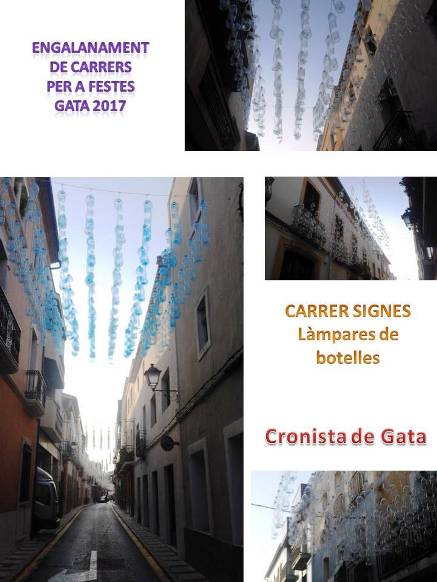 ENGALANAMENT
DE CARRERS
PER A FESTES
GATA 2017
CARRER SIGNES
Làmpares de
botelles
Cronista de Gata